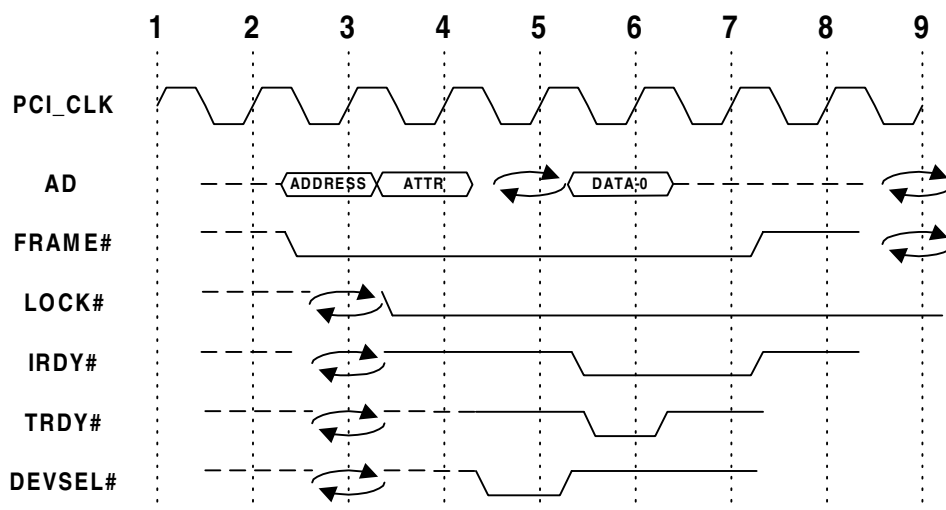 1 2 3 4 5 6 7 8 9
PCI_CLK
AD ADDRESS ATTR DATA-0
FRAME#
LOCK#
IRDY#
TRDY#
DEVSEL#